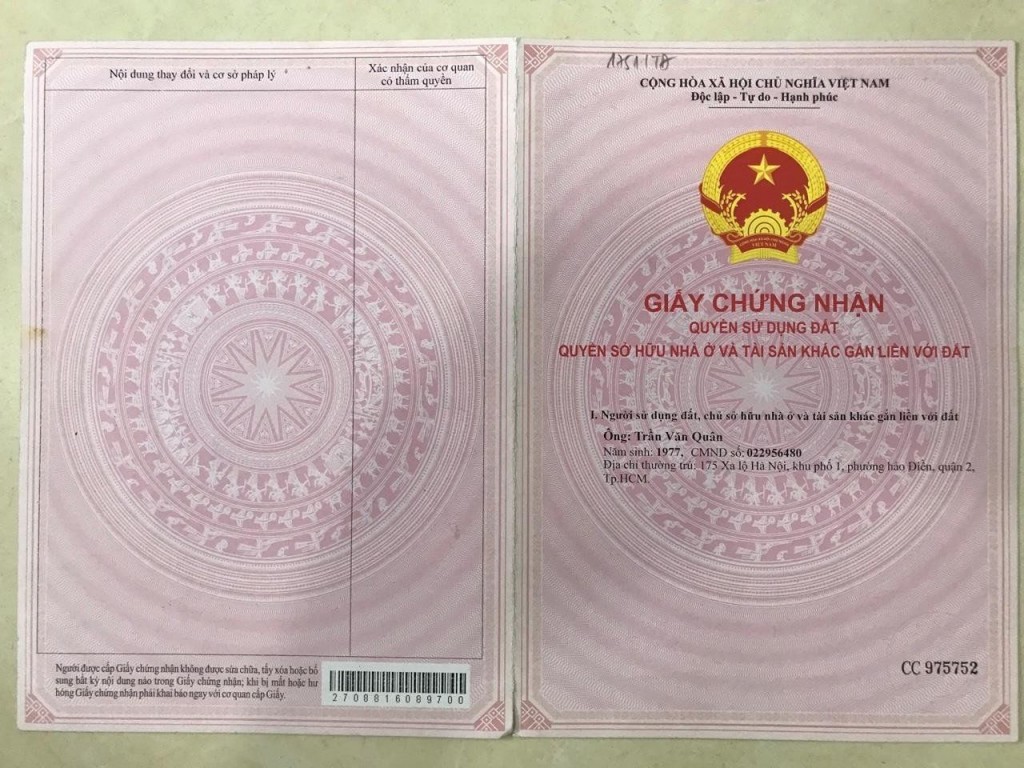 Nội dung thay đổi và cơ sở pháp lý
Xác nhận của cơ quan
có thẩm quyền
Người được cấp Giấy chứng nhận không được sửa chữa, tẩy xóa hoặc bổ
sung bất kỳ nội dung nào trong Giấy chứng nhận; khi bị mất hoặc hư
hỏng Giấy chứng nhận phải khai báo ngay với cơ quan cấp Giấy.
2708816089700
CỘNG HÒA XÃ HỘI CHỦ NGHĨA VIỆT NAM
Độc lập - Tự do - Hạnh phúc
VIỆT NAM
GIẤY CHỨNG NHẬN
QUYỀN SỬ DỤNG ĐẤT
QUYỀN SỞ HỮU NHÀ Ở VÀ TÀI SẢN KHÁC GẮN LIỀN VỚI ĐẤT
I. Người sử dụng đất, chủ sở hữu nhà ở và tài sản khác gắn liền với đất
Ông: Trần Văn Quân
Năm sinh: 1977, CMND số: 022956480
Địa chỉ thường trú: 175 Xa lộ Hà Nội, khu phố 1, phường hảo Điền, quận 2,
Tp.HCM.
CC 975752